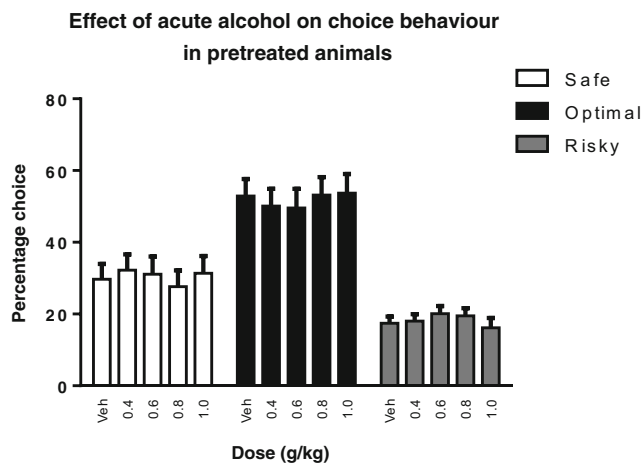 Effect of acute alcohol on choice behaviour
in pretreated animals
Safe
Optimal
Risky
Percentage choice
80
60
40
20
0
Veh 0.4 0.6 0.8 1.0 Veh 0.4 0.6 0.8 1.0 Veh 0.4 0.6 0.8 1.0
Dose (g/kg)